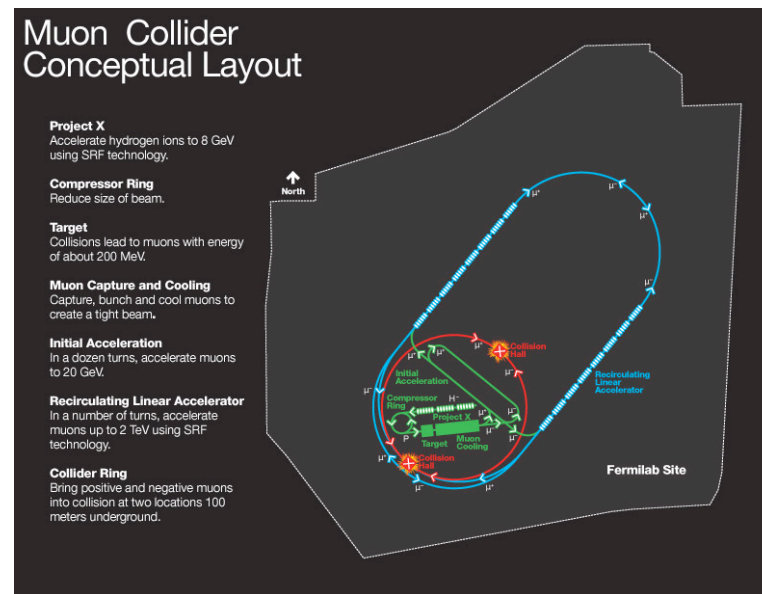 Muon Collider
Conceptual Layout
Project X
Accelerate hydrogen ions to 8 GeV
using SRF technology.
Compressor Ring
Reduce size of beam.
Target
Collisions lead to muons with energy
of about 200 MeV.
Muon Capture and Cooling
Capture, bunch and cool muons to
create a tight beam.
Initial Acceleration
In a dozen turns, accelerate muons
to 20 GeV.
Recirculating Linear Accelerator
In a number of turns, accelerate
muons up to 2 TeV using SRF
technology.
Collider Ring
Bring positive and negative muons
into collision at two locations 100
meters underground.
North
μ⁺
μ⁻
μ⁺
μ⁻
μ⁺
Collision
Hall
μ⁺
μ⁺
μ⁻
Initial
Acceleration
Recirculating
Linear
Accelerator
μ⁻
Compressor
Ring
H⁻
Project X
μ⁺
μ⁻
μ⁻
μ⁻
P
Target
Muon
Cooling
Collision
Hall
μ⁺
μ⁻
μ⁺
Fermilab Site